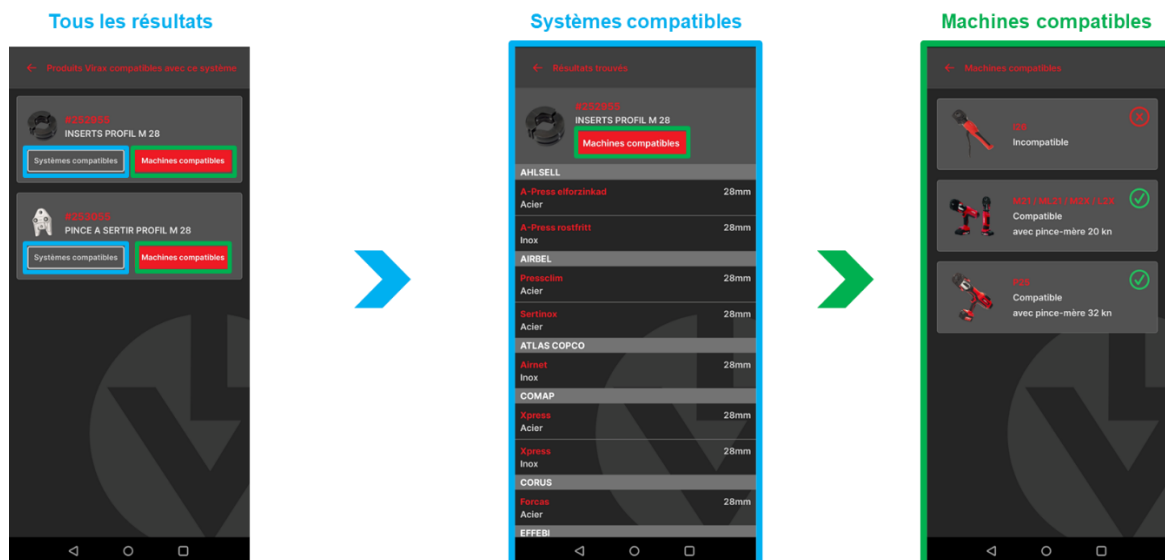 Tous les résultats
Produits Virax compatibles avec ce système
#252955
INSERTS PROFIL M 28
Systèmes compatibles
Machines compatibles
#253055
PINCE A SERTIR PROFIL M 28
Systèmes compatibles
Machines compatibles
Systèmes compatibles
Résultats trouvés
INSERTS PROFIL M 28
Machines compatibles
AHLSELL
A-Press elforzinkad 28mm
Acier
A-Press rostfritt 28mm
Inox
AIRBEL
Pressclim 28mm
Acier
Sertinox 28mm
Acier
ATLAS COPCO
Airnet 28mm
Inox
COMAP
Xpress 28mm
Acier
Xpress 28mm
Inox
CORUS
Forcas 28mm
Acier
EFFEBI
Machines compatibles
Machines compatibles
Incompatible
Compatible
avec pince-mère 20 kn
Compatible
avec pince-mère 32 kn